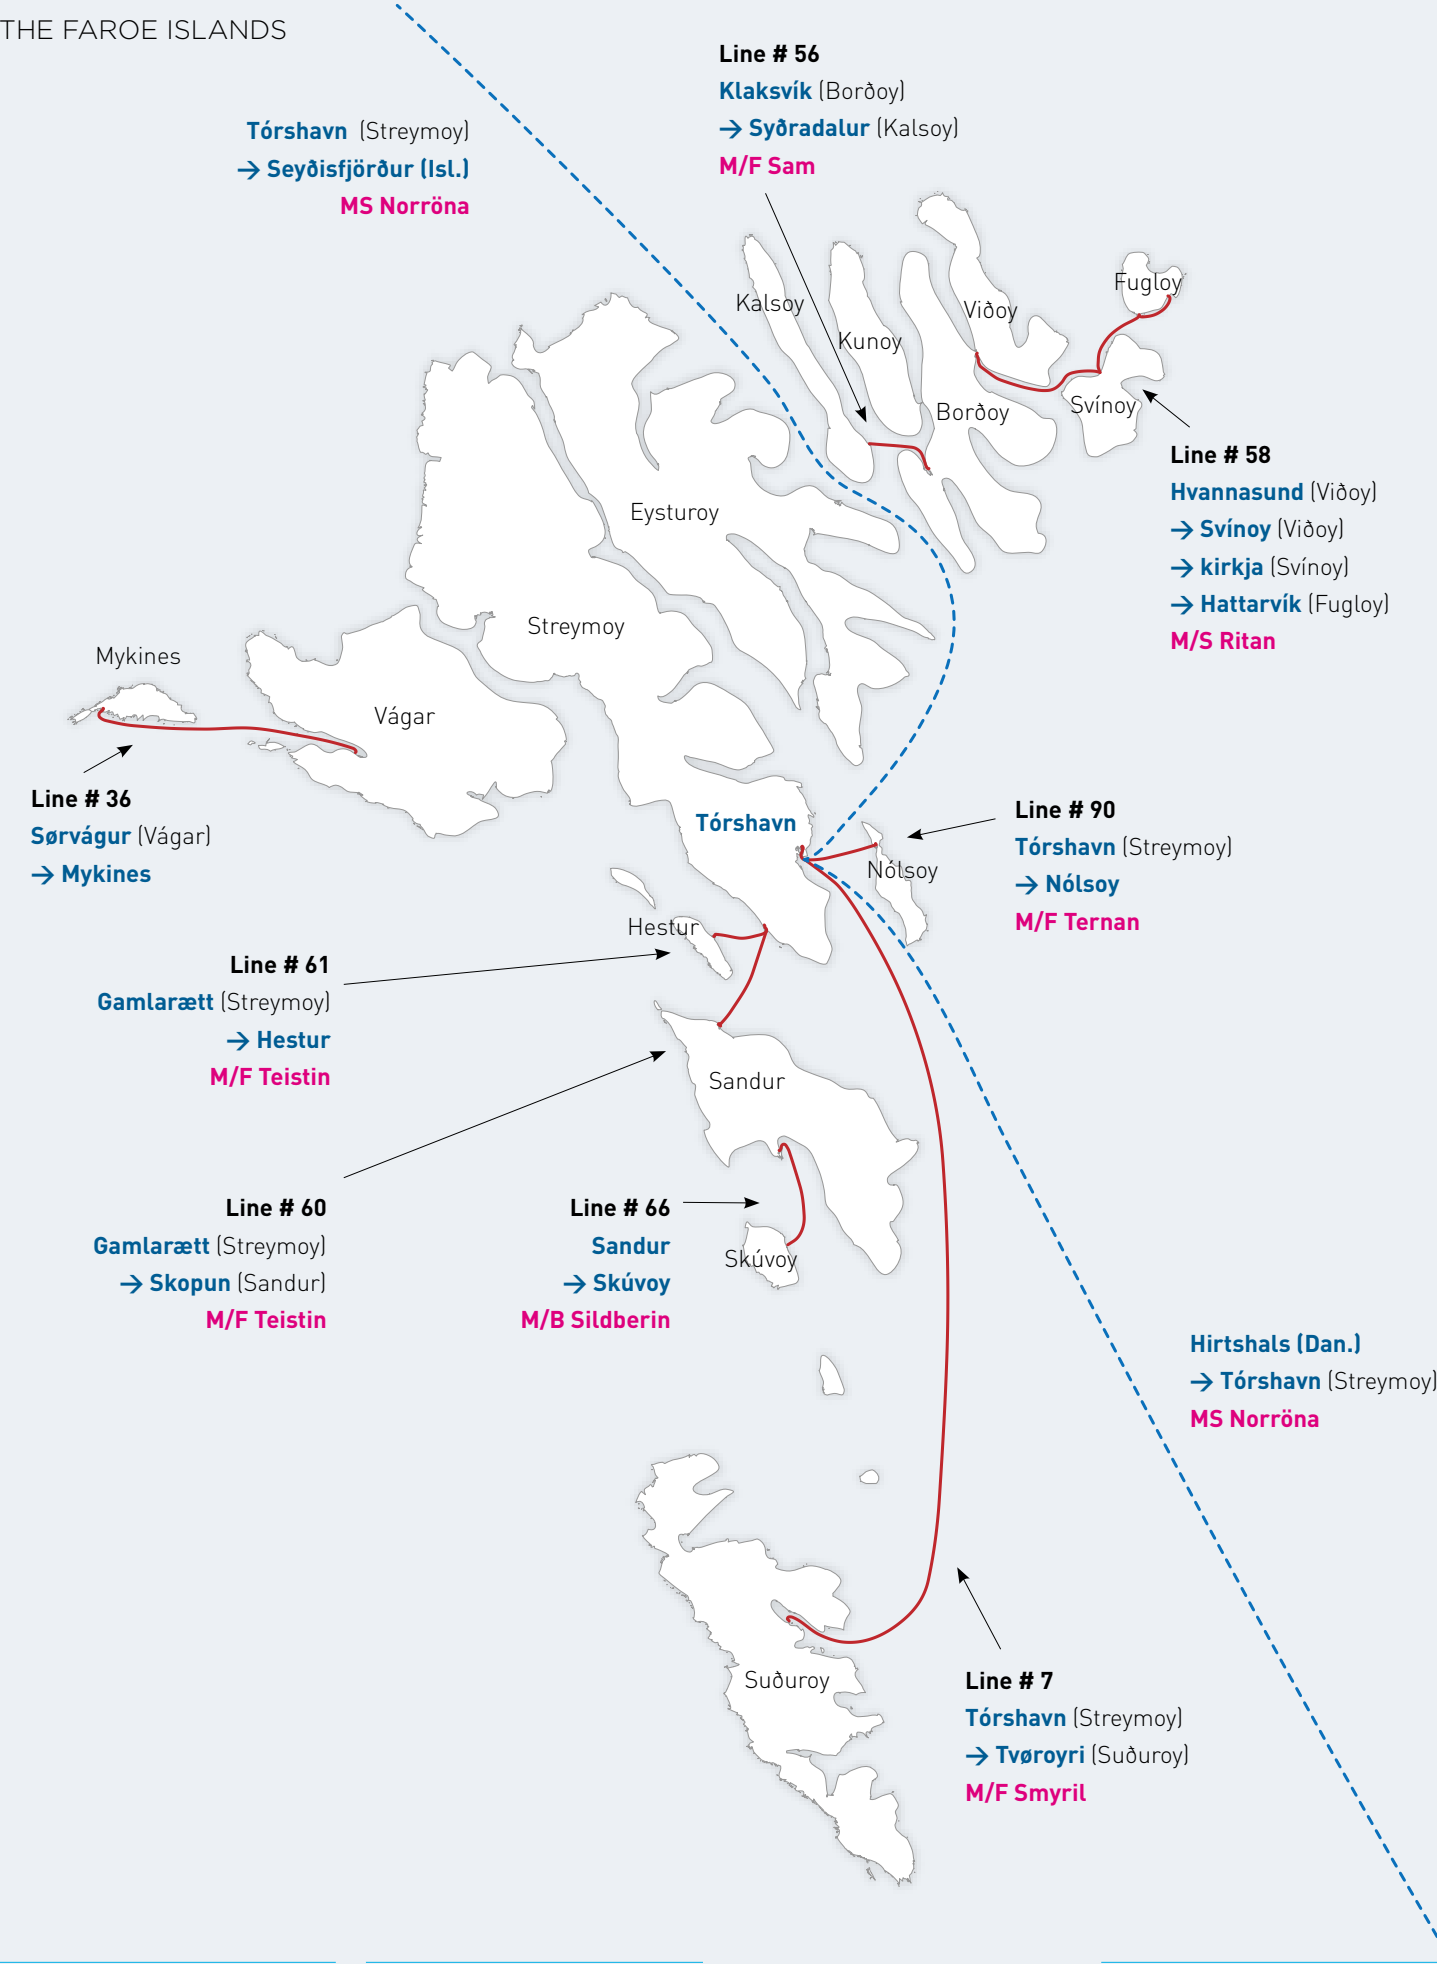 THE FAROE ISLANDS
Line # 56
Klaksvík (Borðoy)
→ Syðradalur (Kalsoy)
M/F Sam
Tórshavn (Streymoy)
→ Seyðisfjörður (Isl.)
MS Norröna
Kalsoy
Kunoy
Viðoy
Fugloy
Borðoy
Svínoy
Line # 58
Hvannasund (Viðoy)
→ Svínoy (Viðoy)
→ kirkja (Svínoy)
→ Hattarvík (Fugloy)
M/S Ritan
Eysturoy
Streymoy
Mykines
Vágar
Line # 36
Sørvágur (Vágar)
→ Mykines
Tórshavn
Line # 90
Tórshavn (Streymoy)
→ Nólsoy
M/F Ternan
Nólsoy
Hestur
Line # 61
Gamlarætt (Streymoy)
→ Hestur
M/F Teistin
Sandur
Line # 60
Gamlarætt (Streymoy)
→ Skopun (Sandur)
M/F Teistin
Line # 66
Sandur
→ Skúvoy
M/B Sildberin
Skúvoy
Hirtshals (Dan.)
→ Tórshavn (Streymoy)
MS Norröna
Suðuroy
Line # 7
Tórshavn (Streymoy)
→ Tvøroyri (Suðuroy)
M/F Smyril